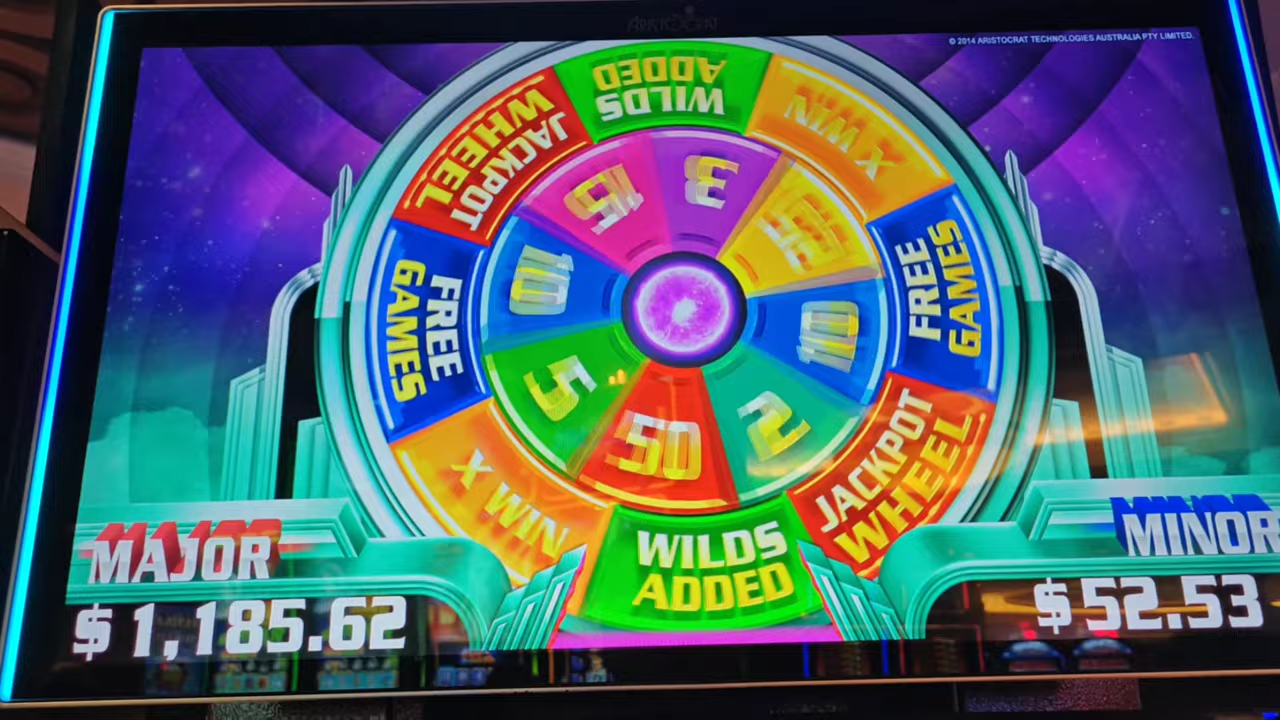 ARISTOCRAT
© 2014 ARISTOCRAT TECHNOLOGIES AUSTRALIA PTY LIMITED.
WILDS
ADDED
X WIN
FREE
GAMES
JACKPOT
WHEEL
WILDS
ADDED
X WIN
FREE
GAMES
JACKPOT
WHEEL
3
10
2
50
5
10
15
MAJOR
$1,185.62
MINOR
$52.53